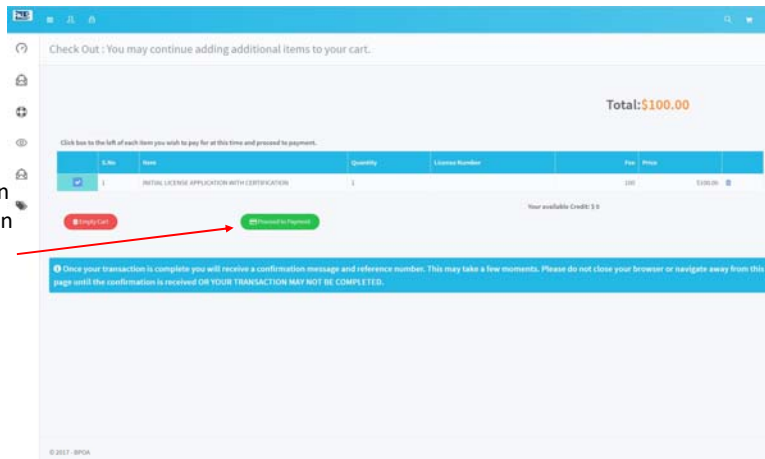 Check Out : You may continue adding additional items to your cart.
Total:$100.00
Click box to the left of each item you wish to pay for at this time and proceed to payment.
S.No Item Quantity License Number Fee Price
1 INITIAL LICENSE APPLICATION WITH CERTIFICATION 1 100 $100.00
Your available Credit: $ 0
Empty Cart Proceed to Payment
n
n
Once your transaction is complete you will receive a confirmation message and reference number. This may take a few moments. Please do not close your browser or navigate away from this
page until the confirmation is received OR YOUR TRANSACTION MAY NOT BE COMPLETED.
© 2017 - BPOA